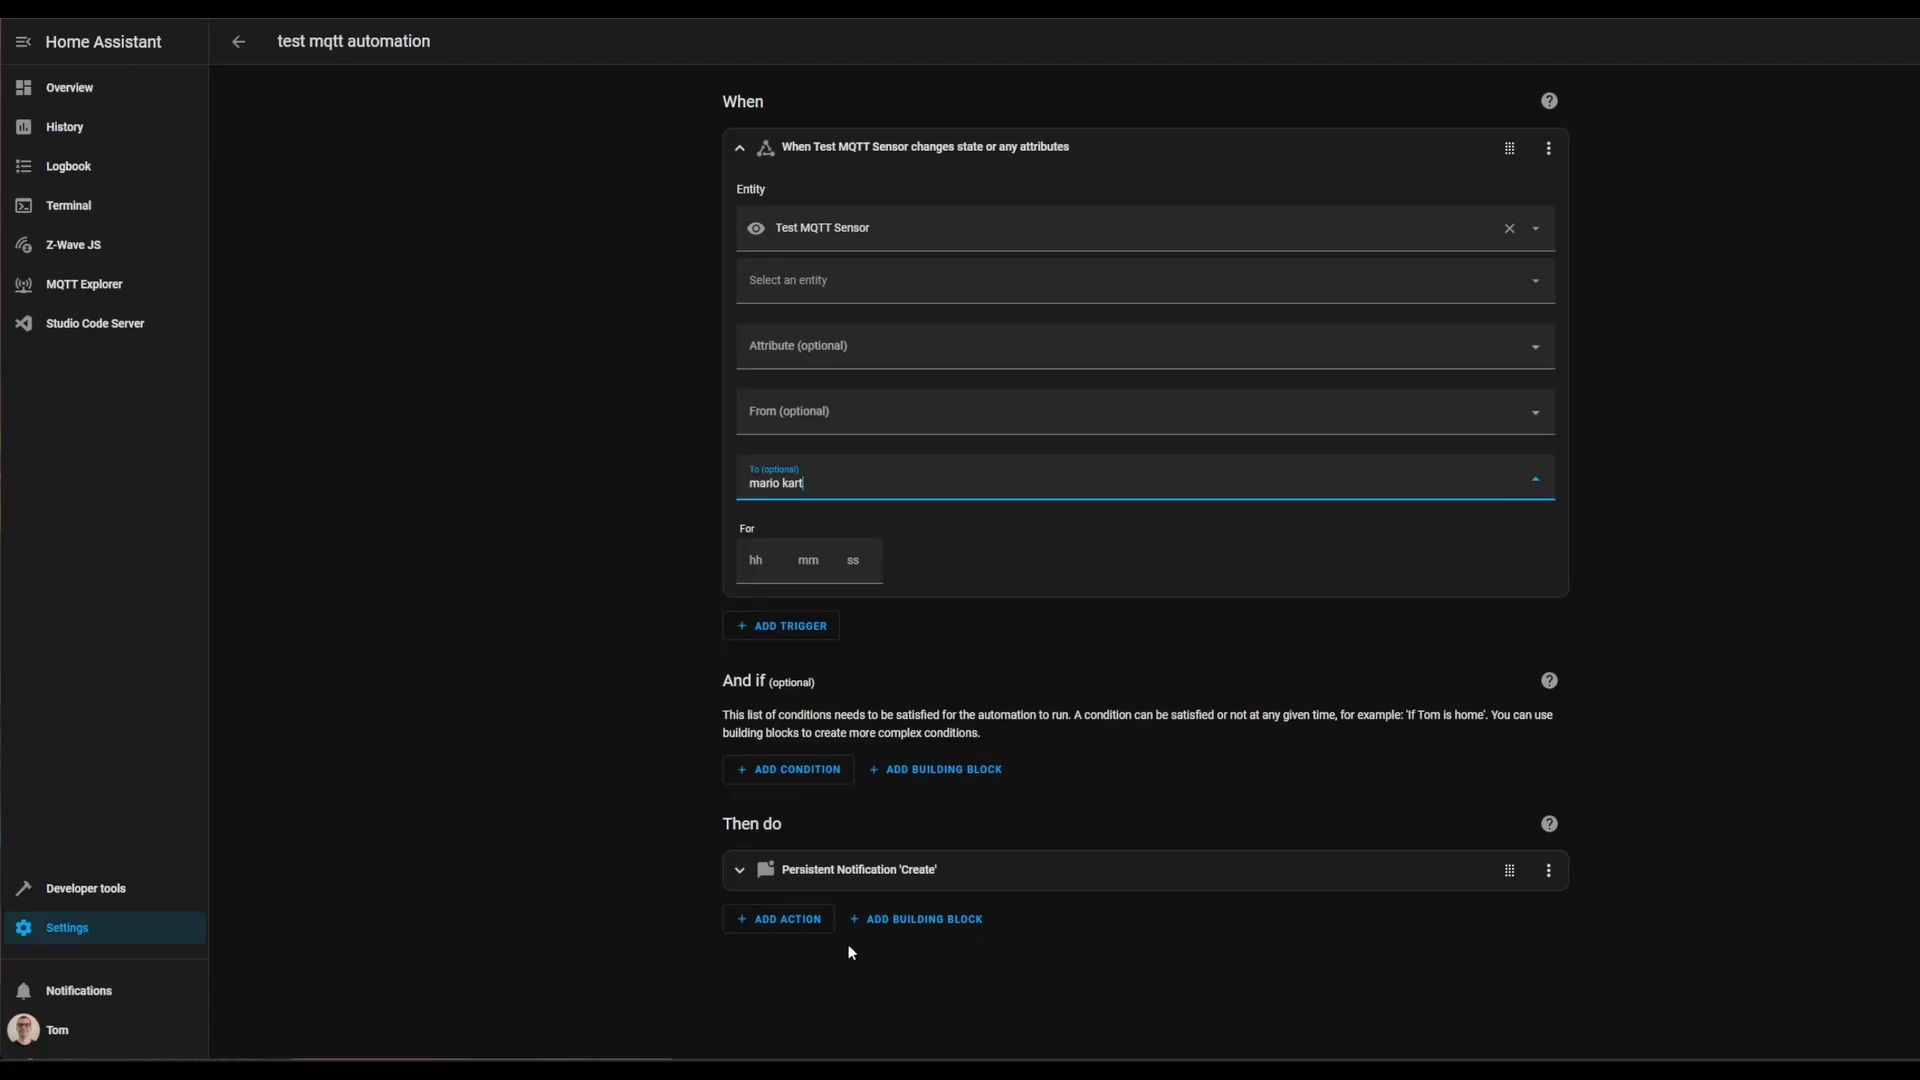 Home Assistant
test mqtt automation
Overview
History
Logbook
Terminal
Z-Wave JS
MQTT Explorer
Studio Code Server
Developer tools
Settings
Notifications
Tom
When
When Test MQTT Sensor changes state or any attributes
Entity
Test MQTT Sensor
Select an entity
Attribute (optional)
From (optional)
To (optional)
mario kart
For
hh mm ss
+ ADD TRIGGER
And if (optional)
This list of conditions needs to be satisfied for the automation to run. A condition can be satisfied or not at any given time, for example: 'If Tom is home'. You can use
building blocks to create more complex conditions.
+ ADD CONDITION + ADD BUILDING BLOCK
Then do
Persistent Notification 'Create'
+ ADD ACTION + ADD BUILDING BLOCK